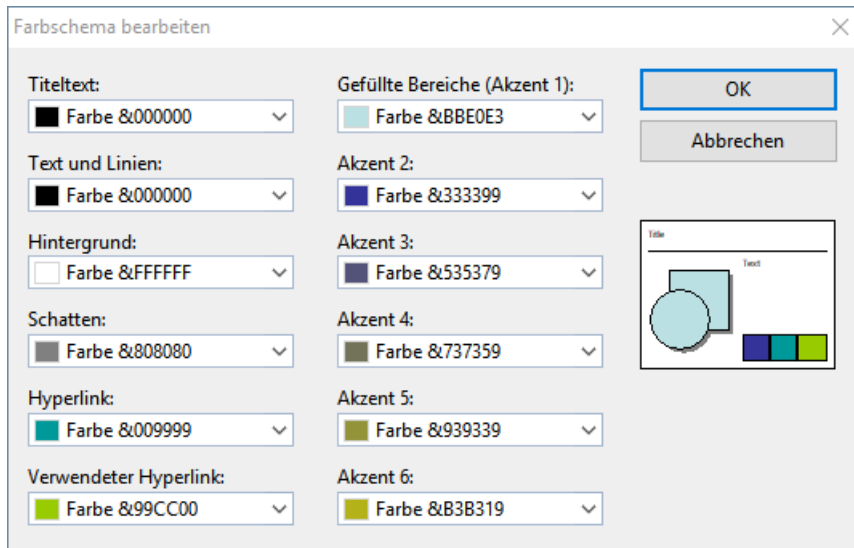 Farbschema bearbeiten
Titeltext:
Farbe &000000
Text und Linien:
Farbe &000000
Hintergrund:
Farbe &FFFFFF
Schatten:
Farbe &808080
Hyperlink:
Farbe &009999
Verwendeter Hyperlink:
Farbe &99CC00
Gefüllte Bereiche (Akzent 1):
Farbe &BBE0E3
Akzent 2:
Farbe &333399
Akzent 3:
Farbe &535379
Akzent 4:
Farbe &737359
Akzent 5:
Farbe &939339
Akzent 6:
Farbe &B3B319
OK
Abbrechen
Title
Text